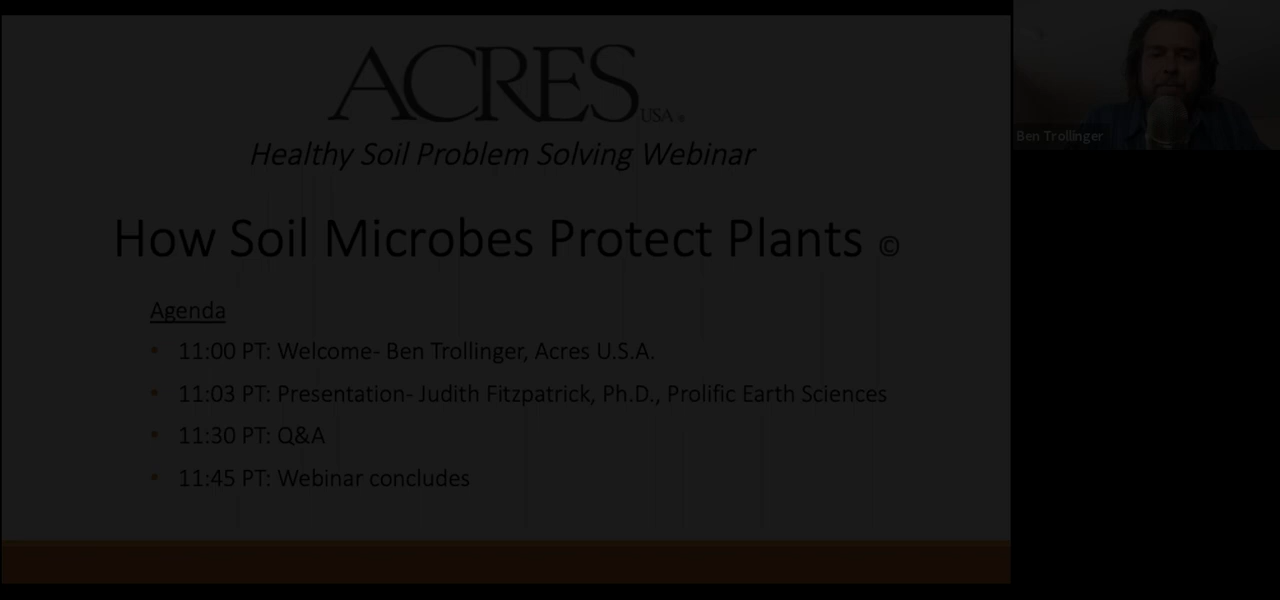 ACRES USA®
Healthy Soil Problem Solving Webinar
How Soil Microbes Protect Plants ©
Agenda
• 11:00 PT: Welcome- Ben Trollinger, Acres U.S.A.
• 11:03 PT: Presentation- Judith Fitzpatrick, Ph.D., Prolific Earth Sciences
• 11:30 PT: Q&A
• 11:45 PT: Webinar concludes
Ben Trollinger